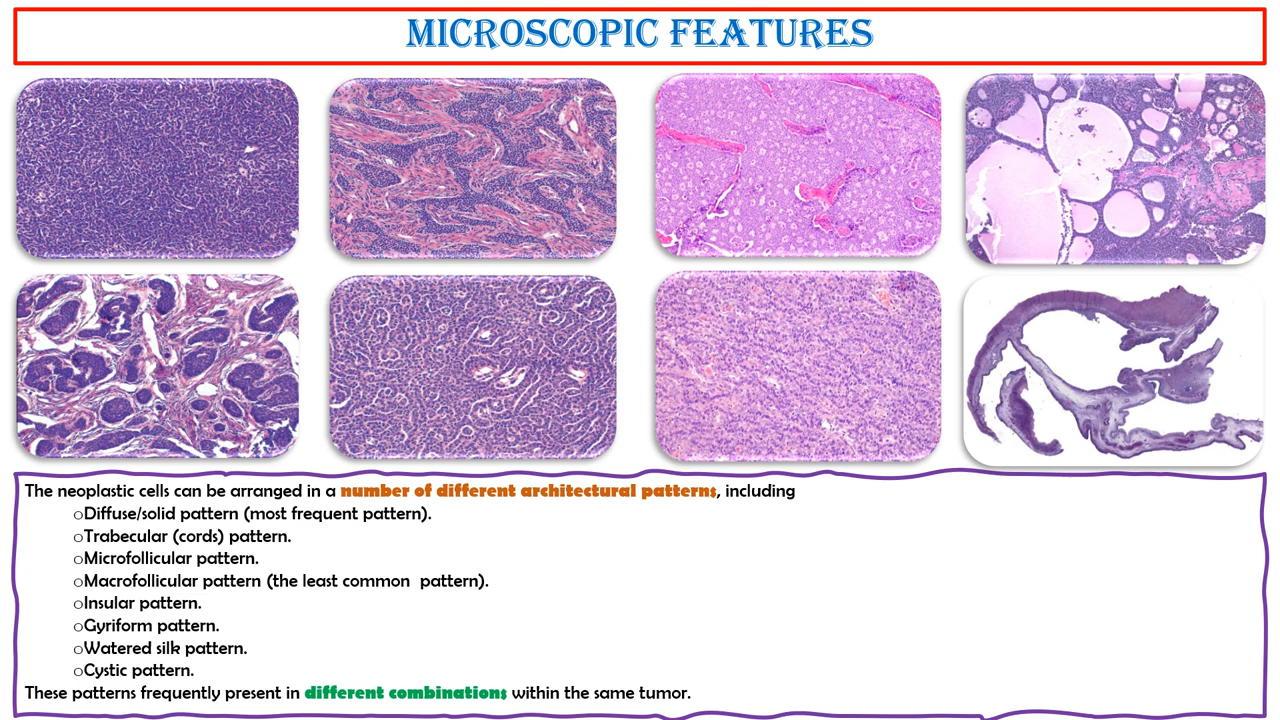 MICROSCOPIC FEATURES
The neoplastic cells can be arranged in a number of different architectural patterns, including
oDiffuse/solid pattern (most frequent pattern).
oTrabecular (cords) pattern.
oMicrofollicular pattern.
oMacrofollicular pattern (the least common  pattern).
oInsular pattern.
oGyriform pattern.
oWatered silk pattern.
oCystic pattern.
These patterns frequently present in different combinations within the same tumor.